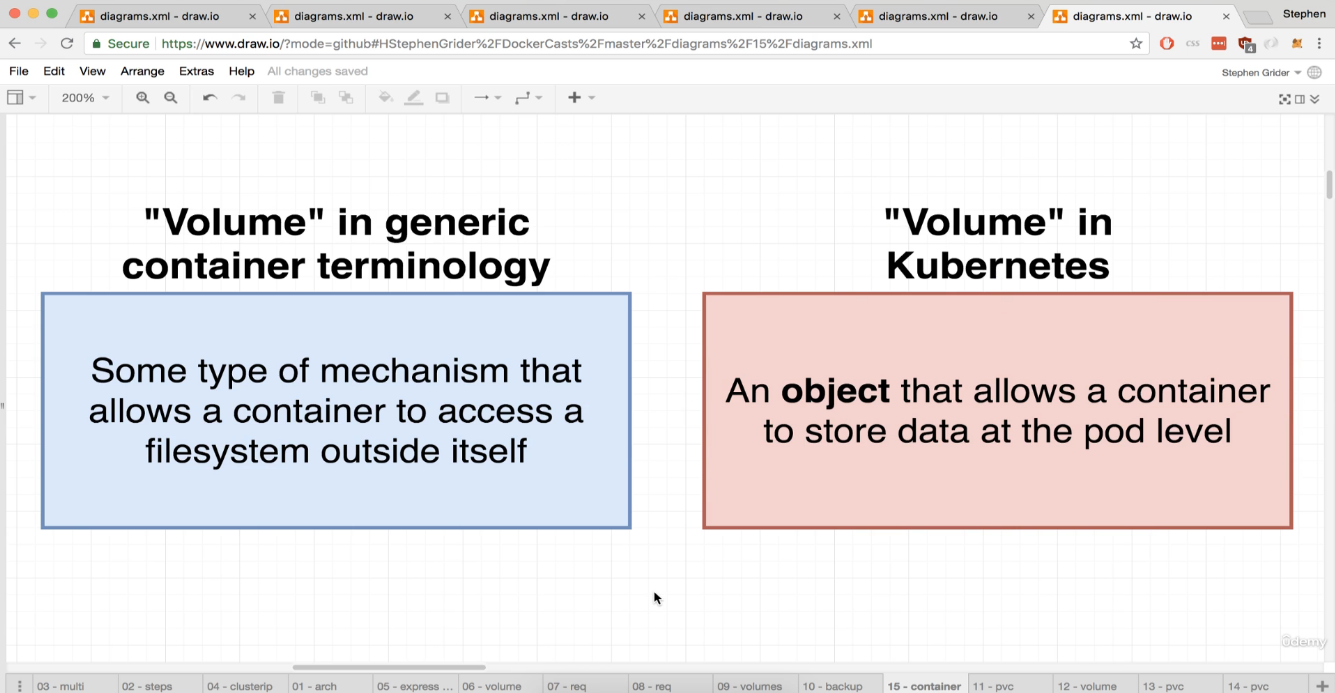 diagrams.xml - draw.io
diagrams.xml - draw.io
diagrams.xml - draw.io
diagrams.xml - draw.io
diagrams.xml - draw.io
diagrams.xml - draw.io
Stephen
Secure
https://www.draw.io/?mode=github#HStephenGrider%2FDockerCasts%2Fmaster%2Fdiagrams%2F15%2Fdiagrams.xml
CSS
4
File Edit View Arrange Extras Help All changes saved
Stephen Grider
200%
"Volume" in generic
container terminology
Some type of mechanism that
allows a container to access a
filesystem outside itself
"Volume" in
Kubernetes
An object that allows a container
to store data at the pod level
ûdemy
03 - multi
02 - steps
04 - clusterip
01 - arch
05 - express ...
06 - volume
07 - req
08 - req
09 - volumes
10 - backup
15 - container
11 - pvc
12 - volume
13 - pvc
14 - pvc